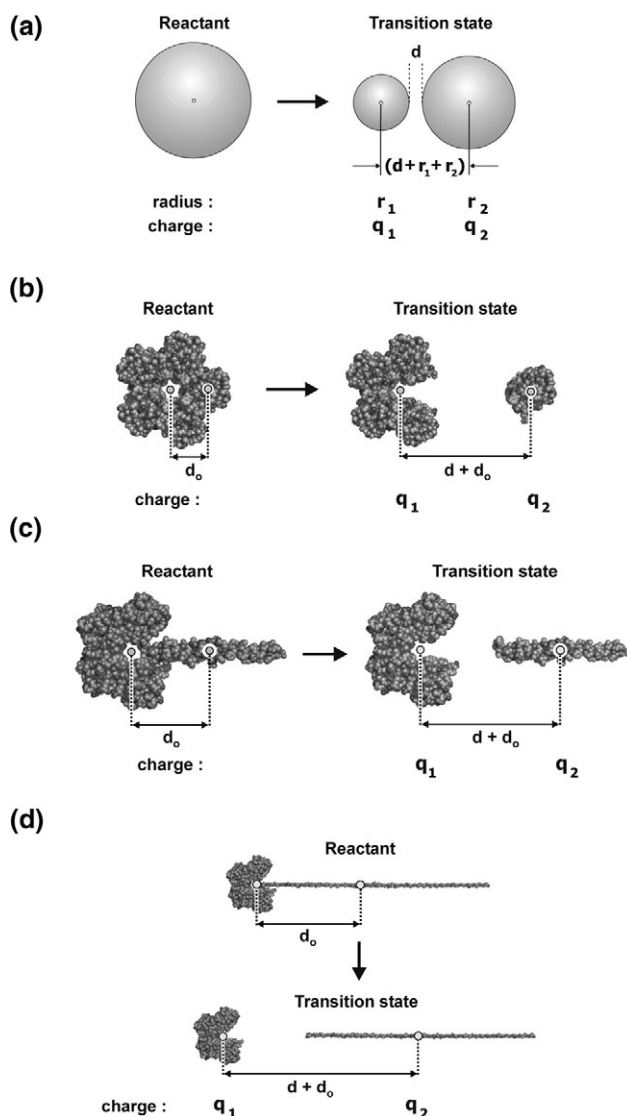 (a)
Reactant Transition state
d
(d + r₁ + r₂)
radius : r₁ r₂
charge : q₁ q₂
(b)
Reactant Transition state
dₒ d + dₒ
charge : q₁ q₂
(c)
Reactant Transition state
dₒ d + dₒ
charge : q₁ q₂
(d)
Reactant
dₒ
Transition state
d + dₒ
charge : q₁ q₂